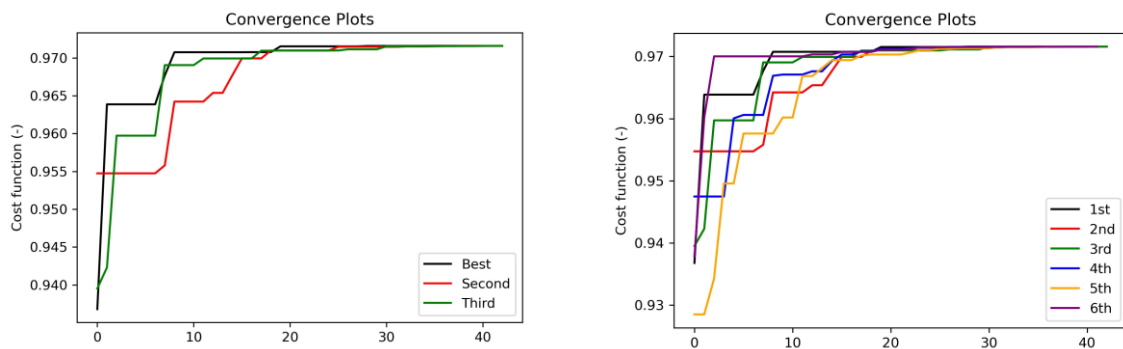 Convergence Plots
Cost function (-)
0.970
0.965
0.960
0.955
0.950
0.945
0.940
0 10 20 30 40
Best
Second
Third
Convergence Plots
Cost function (-)
0.97
0.96
0.95
0.94
0.93
0 10 20 30 40
1st
2nd
3rd
4th
5th
6th